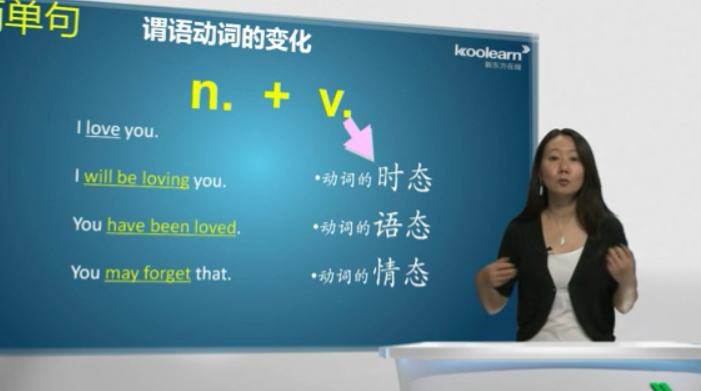 简单句
谓语动词的变化
koolearn
新东方在线
n. + v.
I love you.
I will be loving you.
•动词的时态
You have been loved.
•动词的语态
You may forget that.
•动词的情态